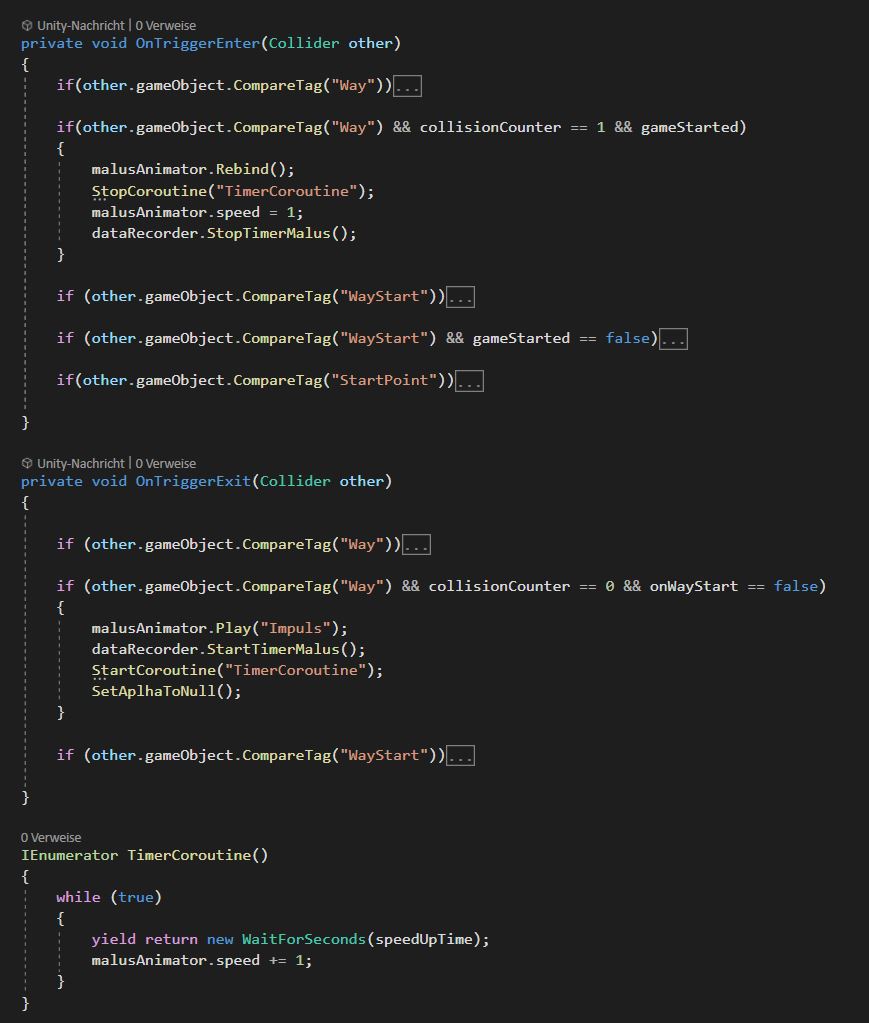 Unity-Nachricht | 0 Verweise
private void OnTriggerEnter(Collider other)
{
if(other.gameObject.CompareTag("Way"))...
if(other.gameObject.CompareTag("Way") && collisionCounter == 1 && gameStarted)
{
malusAnimator.Rebind();
StopCoroutine("TimerCoroutine");
malusAnimator.speed = 1;
dataRecorder.StopTimerMalus();
}
if (other.gameObject.CompareTag("WayStart"))...
if (other.gameObject.CompareTag("WayStart") && gameStarted == false)...
if(other.gameObject.CompareTag("StartPoint"))...
}
Unity-Nachricht | 0 Verweise
private void OnTriggerExit(Collider other)
{
if (other.gameObject.CompareTag("Way"))...
if (other.gameObject.CompareTag("Way") && collisionCounter == 0 && onWayStart == false)
{
malusAnimator.Play("Impuls");
dataRecorder.StartTimerMalus();
StartCoroutine("TimerCoroutine");
SetAplhaToNull();
}
if (other.gameObject.CompareTag("WayStart"))...
}
0 Verweise
IEnumerator TimerCoroutine()
{
while (true)
{
yield return new WaitForSeconds(speedUpTime);
malusAnimator.speed += 1;
}
}